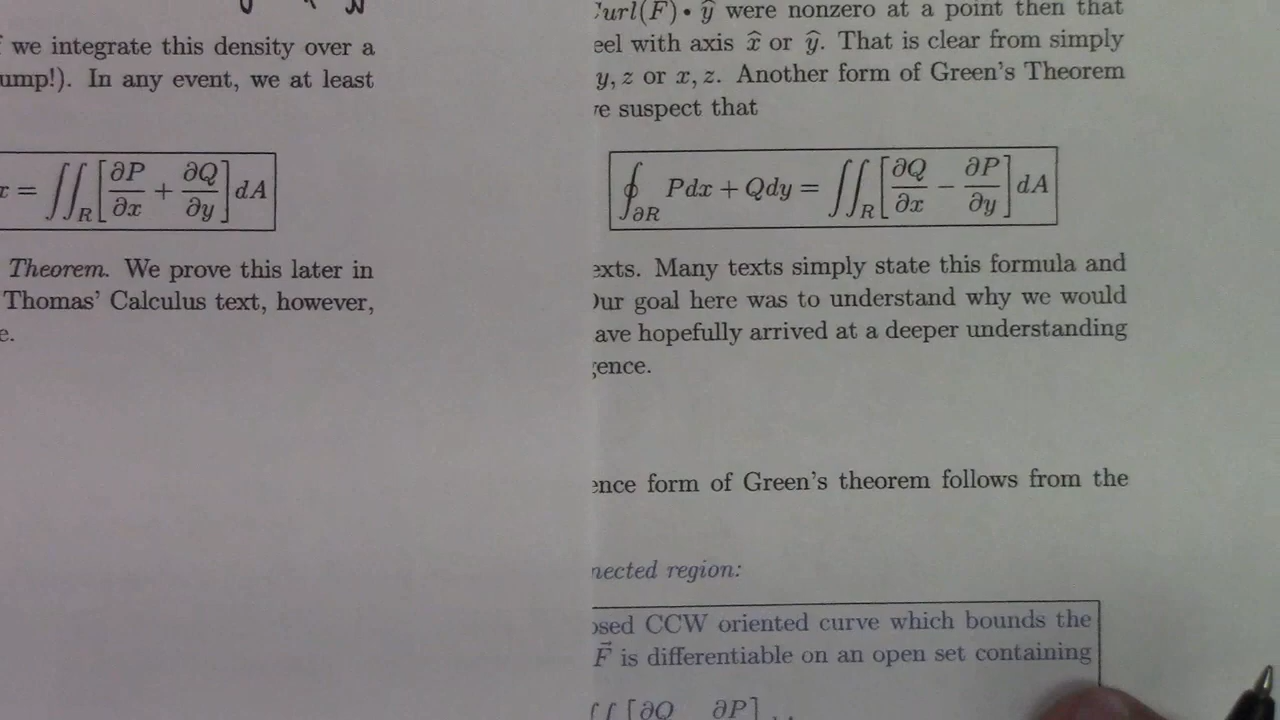 we integrate this density over a
ump!). In any event, we at least
= ∬_R [∂P/∂x + ∂Q/∂y] dA
Theorem. We prove this later in
Thomas' Calculus text, however,
e.
url(F) • ŷ were nonzero at a point then that
eel with axis x̂ or ŷ. That is clear from simply
y, z or x, z. Another form of Green's Theorem
e suspect that
∮_∂R Pdx + Qdy = ∬_R [∂Q/∂x − ∂P/∂y] dA
exts. Many texts simply state this formula and
Our goal here was to understand why we would
ave hopefully arrived at a deeper understanding
gence.
ence form of Green's theorem follows from the
nected region:
osed CCW oriented curve which bounds the
F⃗ is differentiable on an open set containing
∬ [∂Q ∂P]